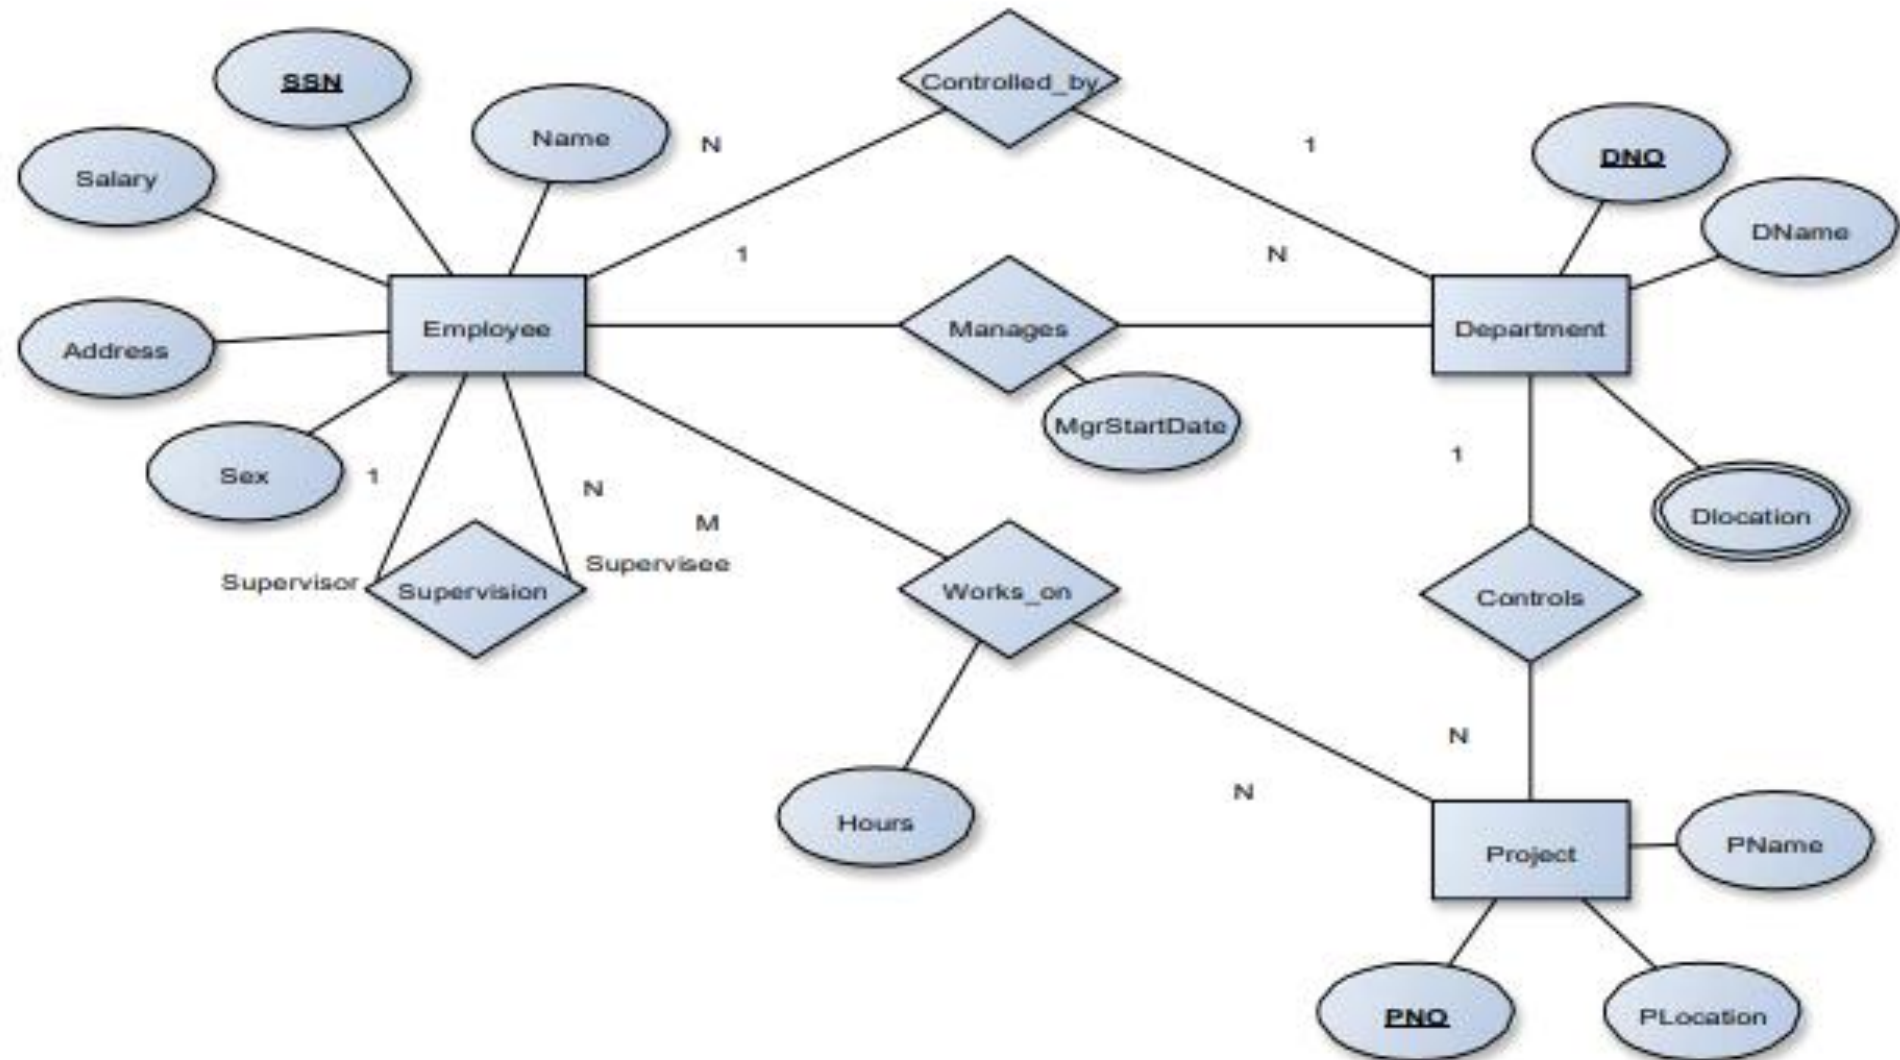 Controlled_by
SSN
Name
N
1
DNO
Salary
DName
1
N
Employee
Manages
Department
Address
MgrStartDate
Sex
1
N
1
M
Dlocation
Supervisor
Supervision
Supervisee
Works_on
Controls
N
N
Hours
Project
PName
PNO
PLocation